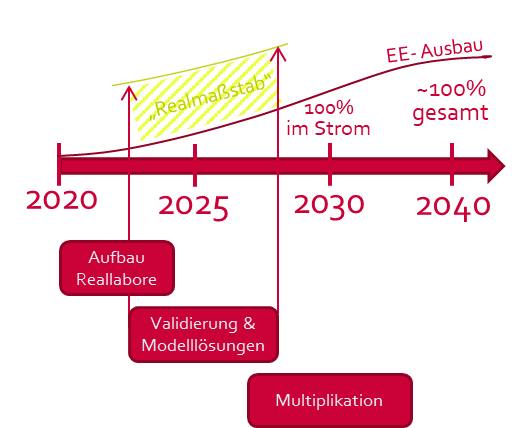 EE- Ausbau
„Realmaßstab"
~100%
gesamt
100%
im Strom
2020
2025
2030
2040
Aufbau
Reallabore
Validierung &
Modelllösungen
Multiplikation